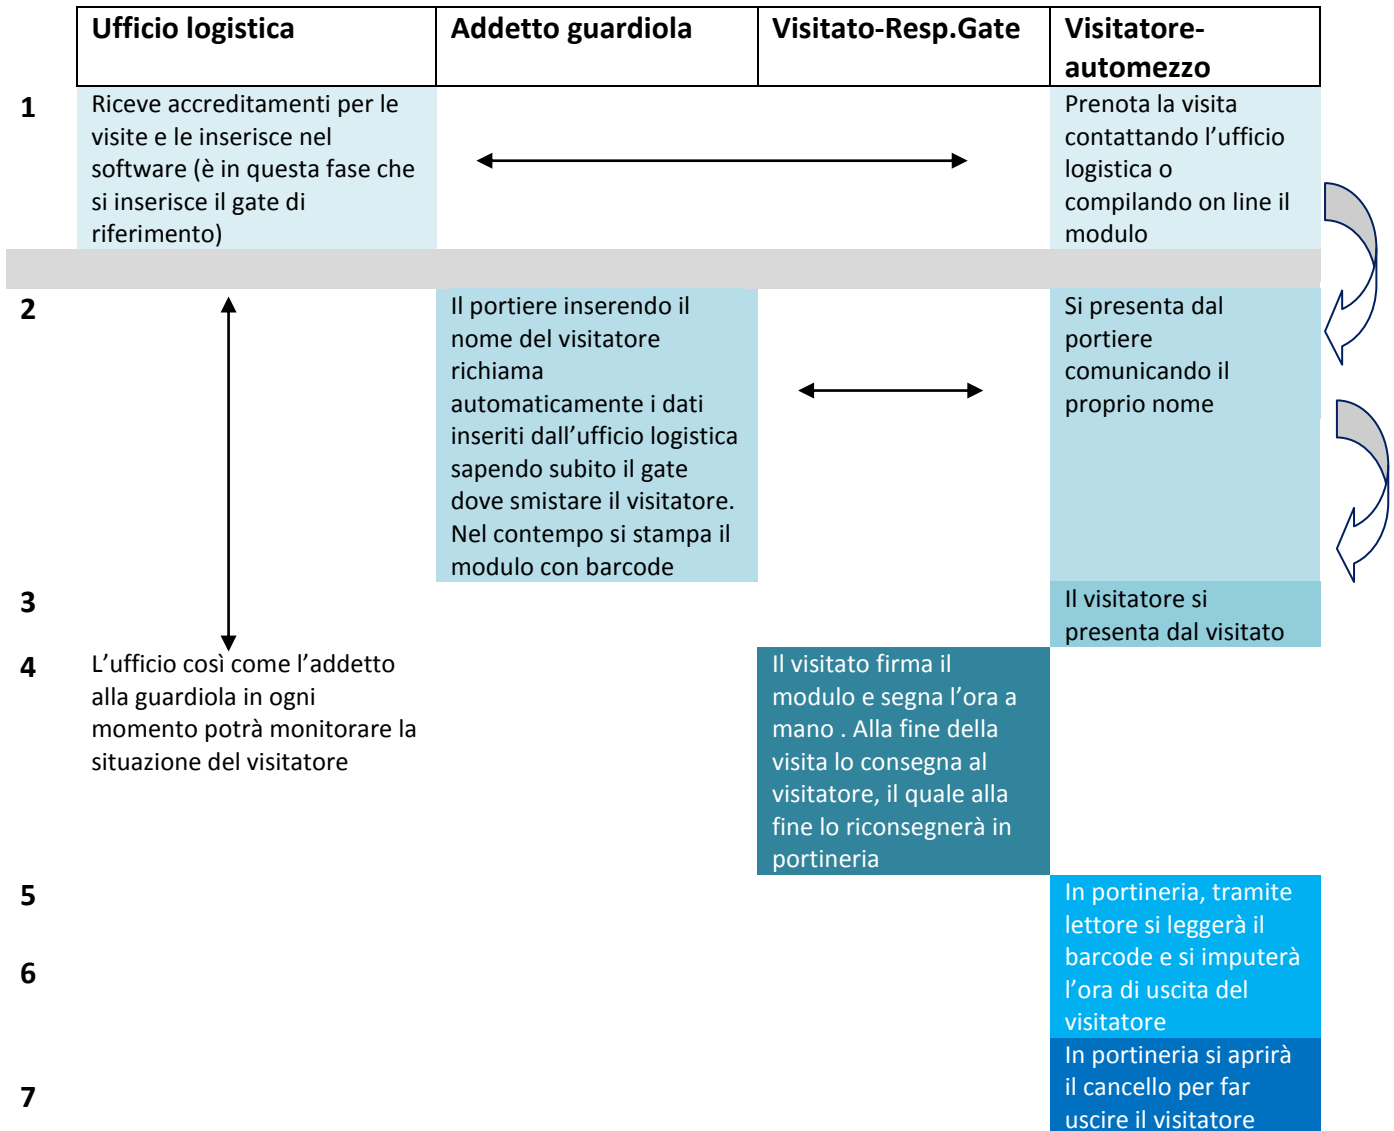 Ufficio logistica
Addetto guardiola
Visitato-Resp.Gate
Visitatore-
automezzo
1
Riceve accreditamenti per le
visite e le inserisce nel
software (è in questa fase che
si inserisce il gate di
riferimento)
Prenota la visita
contattando l’ufficio
logistica o
compilando on line il
modulo
2
Il portiere inserendo il
nome del visitatore
richiama
automaticamente i dati
inseriti dall’ufficio logistica
sapendo subito il gate
dove smistare il visitatore.
Nel contempo si stampa il
modulo con barcode
Si presenta dal
portiere
comunicando il
proprio nome
3
Il visitatore si
presenta dal visitato
4
L’ufficio così come l’addetto
alla guardiola in ogni
momento potrà monitorare la
situazione del visitatore
Il visitato firma il
modulo e segna l’ora a
mano . Alla fine della
visita lo consegna al
visitatore, il quale alla
fine lo riconsegnerà in
portineria
5
In portineria, tramite
lettore si leggerà il
barcode e si imputerà
l’ora di uscita del
visitatore
6
In portineria si aprirà
il cancello per far
uscire il visitatore
7